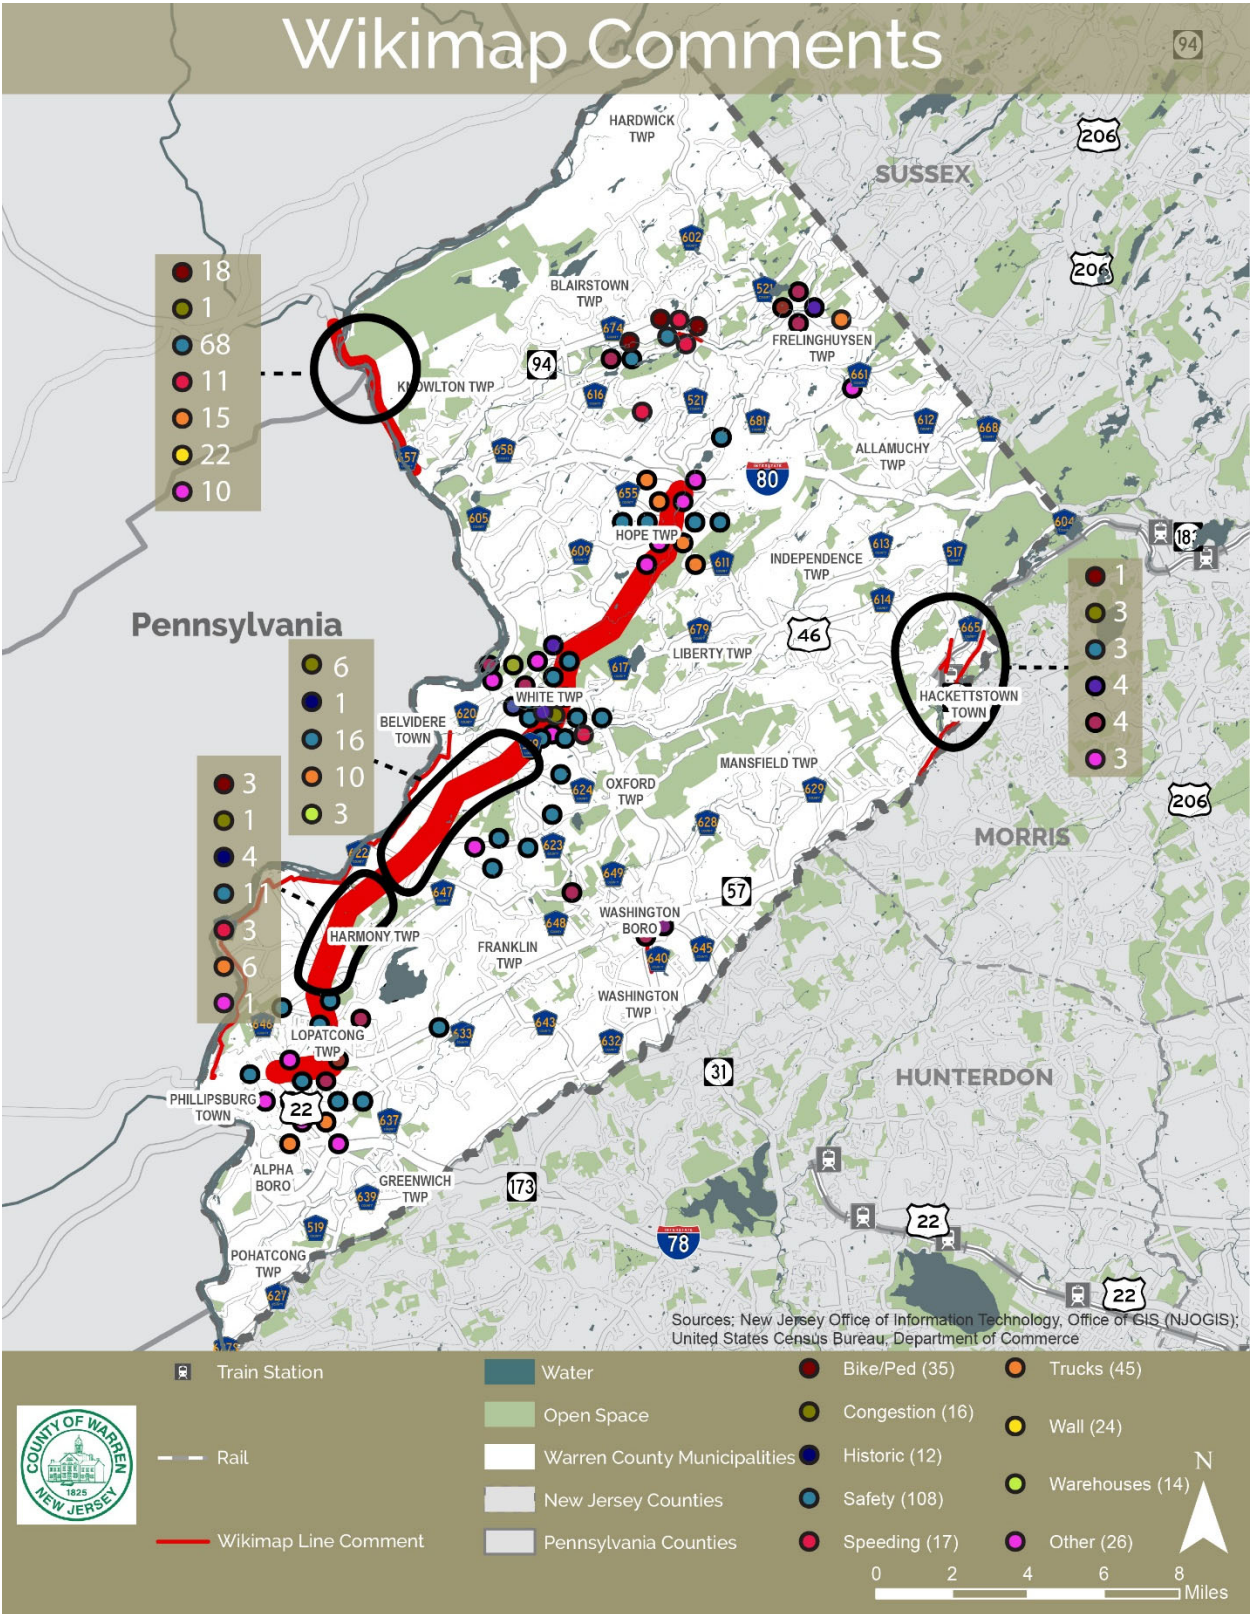 Wikimap Comments
94
HARDWICK
TWP
206
SUSSEX
602
206
18
1
68
11
15
22
10
BLAIRSTOWN
TWP
521
674
FRELINGHUYSEN
TWP
94
KNOWLTON TWP
661
616
521
681
612
668
658
ALLAMUCHY
TWP
657
80
655
605
604
183
HOPE TWP
609
611
INDEPENDENCE
TWP
613
517
614
1
3
3
4
4
3
Pennsylvania
679
46
665
LIBERTY TWP
617
6
1
16
10
3
WHITE TWP
HACKETTSTOWN
TOWN
BELVIDERE
TOWN
620
MANSFIELD TWP
OXFORD
TWP
624
629
206
3
1
4
11
3
6
1
628
MORRIS
622
623
649
647
57
WASHINGTON
BORO
648
HARMONY TWP
FRANKLIN
TWP
645
640
WASHINGTON
TWP
646
643
633
632
LOPATCONG
TWP
31
HUNTERDON
PHILLIPSBURG
TOWN
22
637
ALPHA
BORO
GREENWICH
TWP
173
639
519
22
78
POHATCONG
TWP
627
22
Sources: New Jersey Office of Information Technology, Office of GIS (NJOGIS);
United States Census Bureau, Department of Commerce
Train Station
Rail
Wikimap Line Comment
Water
Open Space
Warren County Municipalities
New Jersey Counties
Pennsylvania Counties
Bike/Ped (35)
Congestion (16)
Historic (12)
Safety (108)
Speeding (17)
Trucks (45)
Wall (24)
Warehouses (14)
Other (26)
COUNTY OF WARREN
1825
NEW JERSEY
N
0 2 4 6 8
Miles